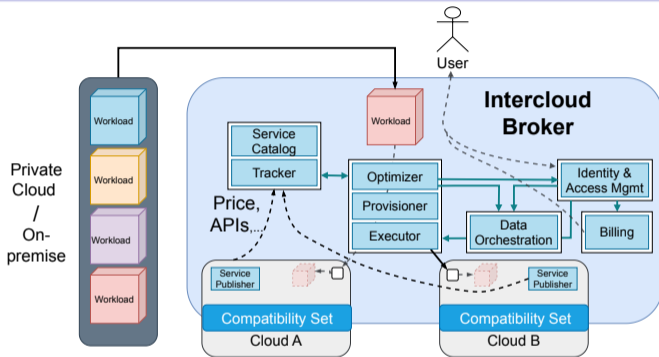 User
Intercloud
Broker
Workload
Workload
Workload
Workload
Workload
Private
Cloud
/
On-
premise
Service
Catalog
Tracker
Price,
APIs,...
Optimizer
Provisioner
Executor
Identity &
Access Mgmt
Data
Orchestration
Billing
Service
Publisher
Compatibility Set
Cloud A
Service
Publisher
Compatibility Set
Cloud B